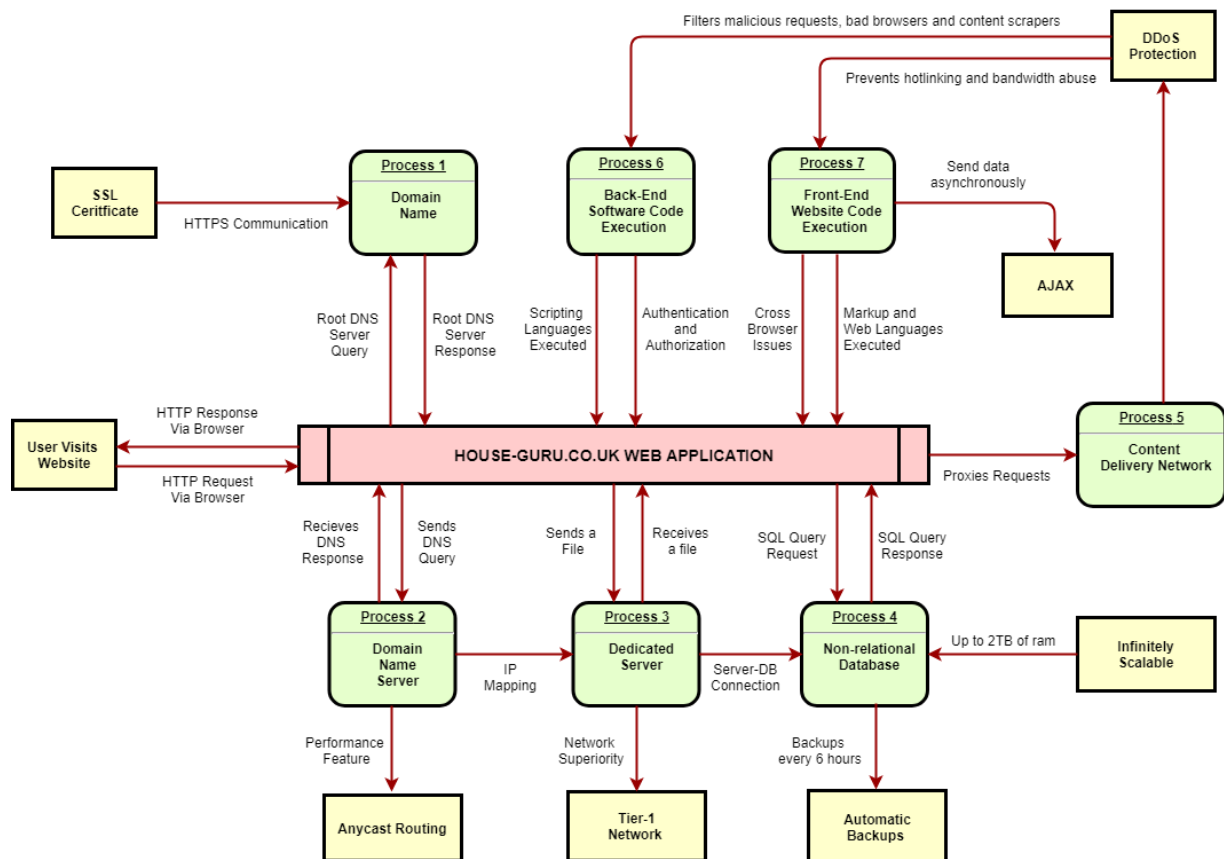 Filters malicious requests, bad browsers and content scrapers
DDoS
Protection
Prevents hotlinking and bandwidth abuse
Process 1
Domain
Name
Process 6
Back-End
Software Code
Execution
Process 7
Front-End
Website Code
Execution
Send data
asynchronously
SSL
Ceritficate
HTTPS Communication
AJAX
Root DNS
Server
Query
Root DNS
Server
Response
Scripting
Languages
Executed
Authentication
and
Authorization
Cross
Browser
Issues
Markup and
Web Languages
Executed
Process 5
Content
Delivery Network
HTTP Response
Via Browser
User Visits
Website
HOUSE-GURU.CO.UK WEB APPLICATION
Proxies Requests
HTTP Request
Via Browser
Recieves
DNS
Response
Sends
DNS
Query
Sends a
File
Receives
a file
SQL Query
Request
SQL Query
Response
Process 2
Domain
Name
Server
IP
Mapping
Process 3
Dedicated
Server
Server-DB
Connection
Process 4
Non-relational
Database
Up to 2TB of ram
Infinitely
Scalable
Performance
Feature
Network
Superiority
Backups
every 6 hours
Anycast Routing
Tier-1
Network
Automatic
Backups